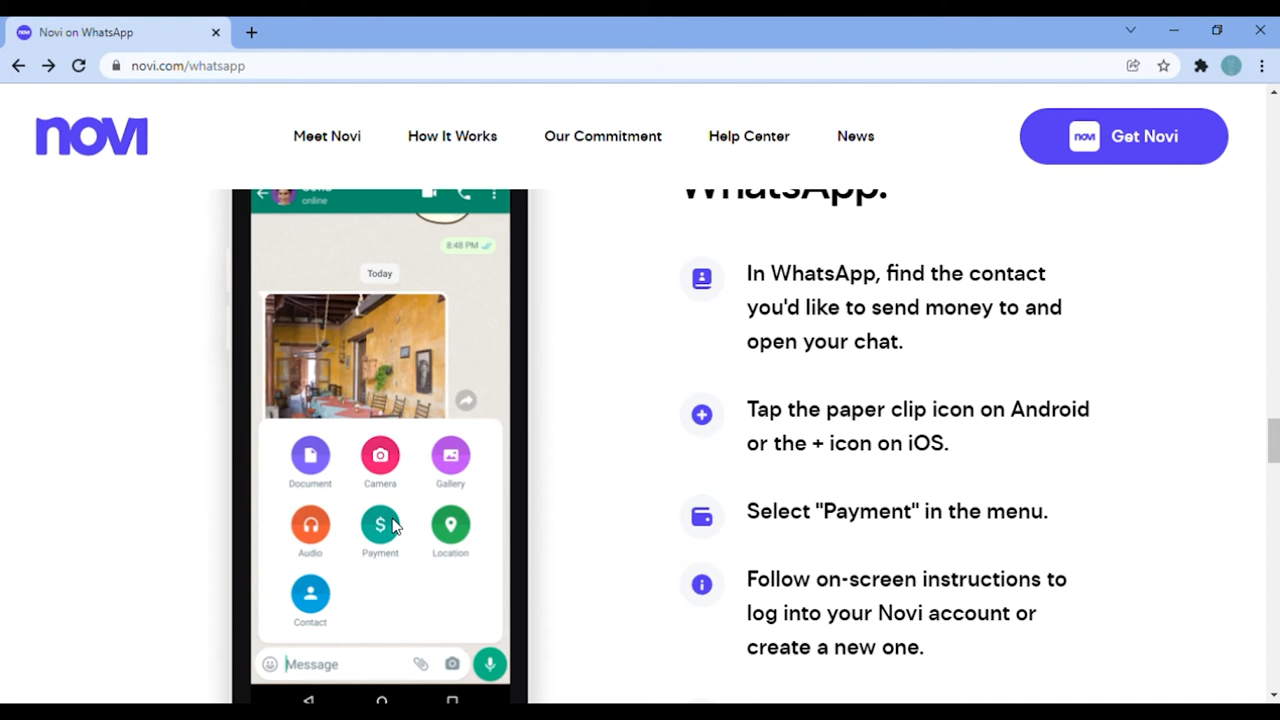 novi Novi on WhatsApp
novi.com/whatsapp
novi Meet Novi How It Works Our Commitment Help Center News novi Get Novi
WhatsApp.
online
8:48 PM
Today
In WhatsApp, find the contact
you'd like to send money to and
open your chat.
Tap the paper clip icon on Android
or the + icon on iOS.
Document Camera Gallery
Select "Payment" in the menu.
$
Audio Payment Location
Follow on-screen instructions to
log into your Novi account or
create a new one.
Contact
Message